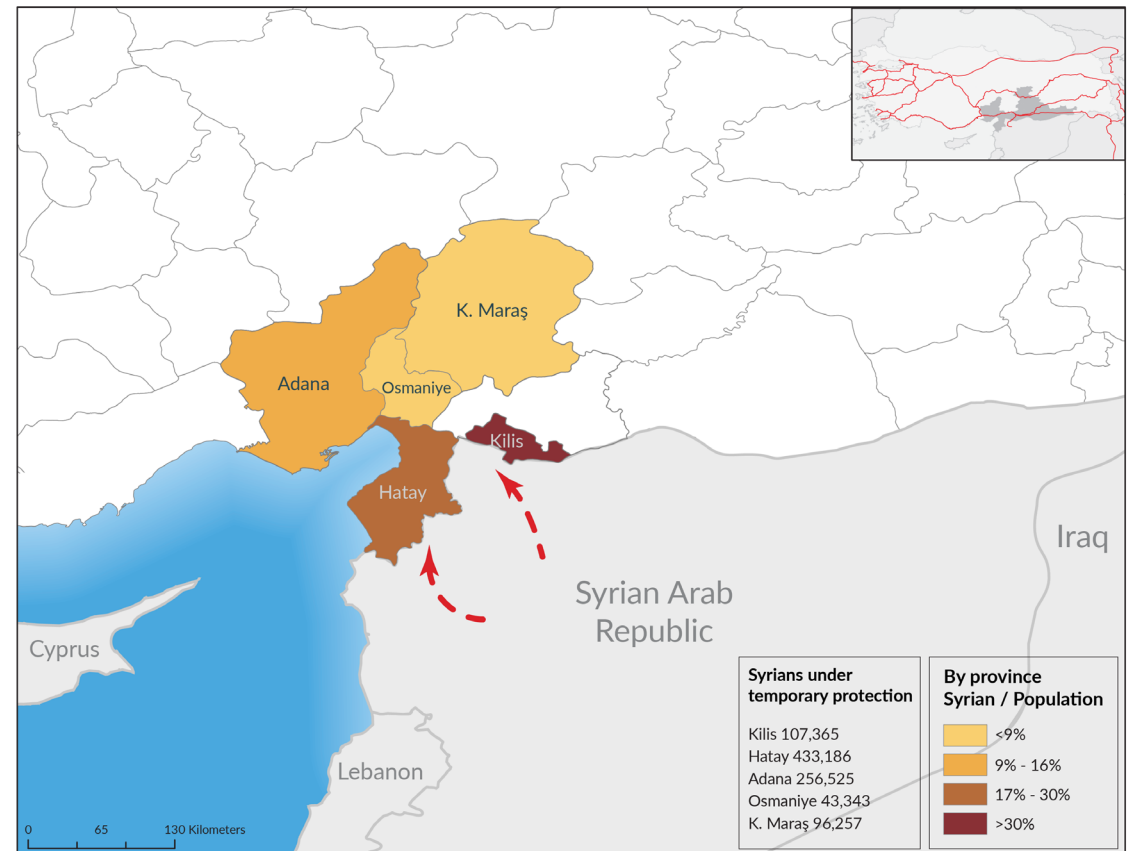 K. Maraş
Adana
Osmaniye
Kilis
Hatay
Iraq
Syrian Arab
Republic
Cyprus
Lebanon
Syrians under
temporary protection
Kilis 107,365
Hatay 433,186
Adana 256,525
Osmaniye 43,343
K. Maraş 96,257
By province
Syrian / Population
<9%
9% - 16%
17% - 30%
>30%
0 65 130 Kilometers